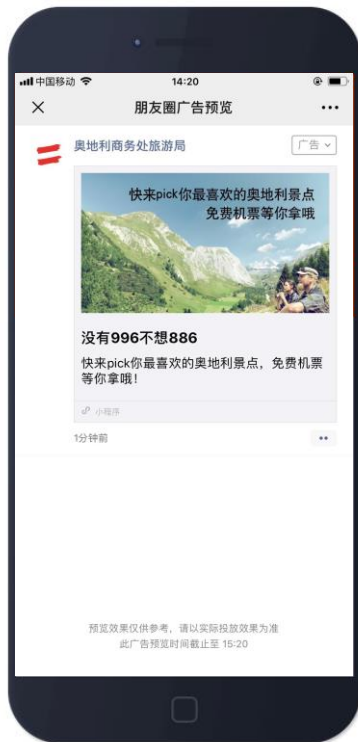 中国移动
14:20
朋友圈广告预览
奥地利商务处旅游局
广告
快来pick你最喜欢的奥地利景点
免费机票等你拿哦
没有996不想886
快来pick你最喜欢的奥地利景点，免费机票
等你拿哦！
小程序
1分钟前
预览效果仅供参考，请以实际投放效果为准
此广告预览时间截止至 15:20